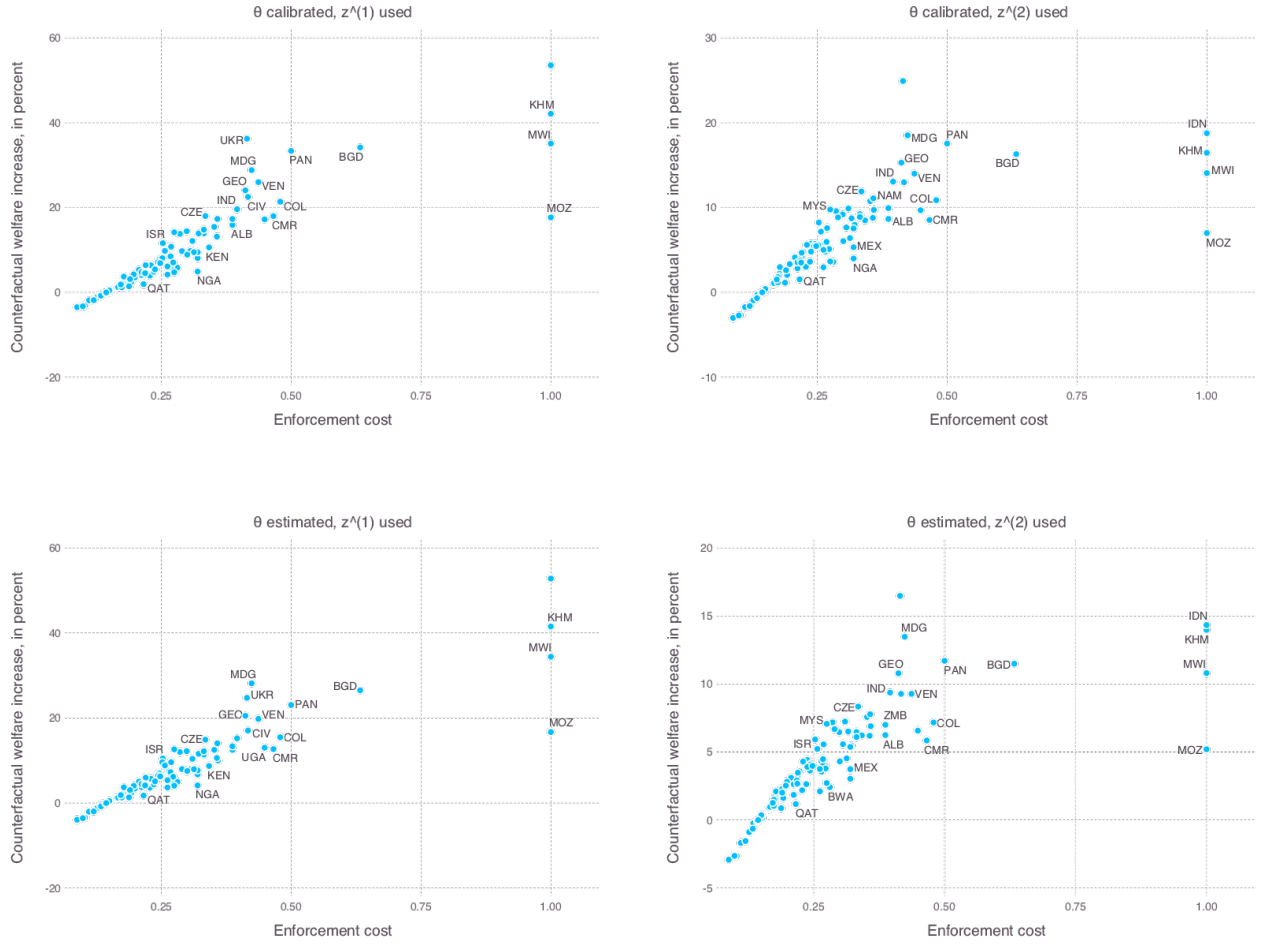 θ calibrated, z^(1) used
Counterfactual welfare increase, in percent
60
40
20
0
-20
KHM
MWI
MOZ
UKR
PAN
BGD
MDG
GEO
VEN
IND
CIV
COL
CZE
CMR
ISR
ALB
KEN
NGA
QAT
0.25
0.50
0.75
1.00
Enforcement cost
θ calibrated, z^(2) used
Counterfactual welfare increase, in percent
30
20
10
0
-10
IDN
KHM
MWI
MOZ
MDG
PAN
BGD
GEO
IND
VEN
CZE
NAM
COL
MYS
ALB
CMR
MEX
NGA
QAT
0.25
0.50
0.75
1.00
Enforcement cost
θ estimated, z^(1) used
Counterfactual welfare increase, in percent
60
40
20
0
-20
KHM
MWI
MOZ
MDG
BGD
UKR
PAN
GEO
VEN
CIV
COL
CZE
ISR
UGA
CMR
KEN
NGA
QAT
0.25
0.50
0.75
1.00
Enforcement cost
θ estimated, z^(2) used
Counterfactual welfare increase, in percent
20
15
10
5
0
-5
IDN
KHM
MWI
MOZ
MDG
PAN
BGD
GEO
IND
VEN
CZE
ZMB
COL
MYS
ISR
ALB
CMR
MEX
BWA
QAT
0.25
0.50
0.75
1.00
Enforcement cost